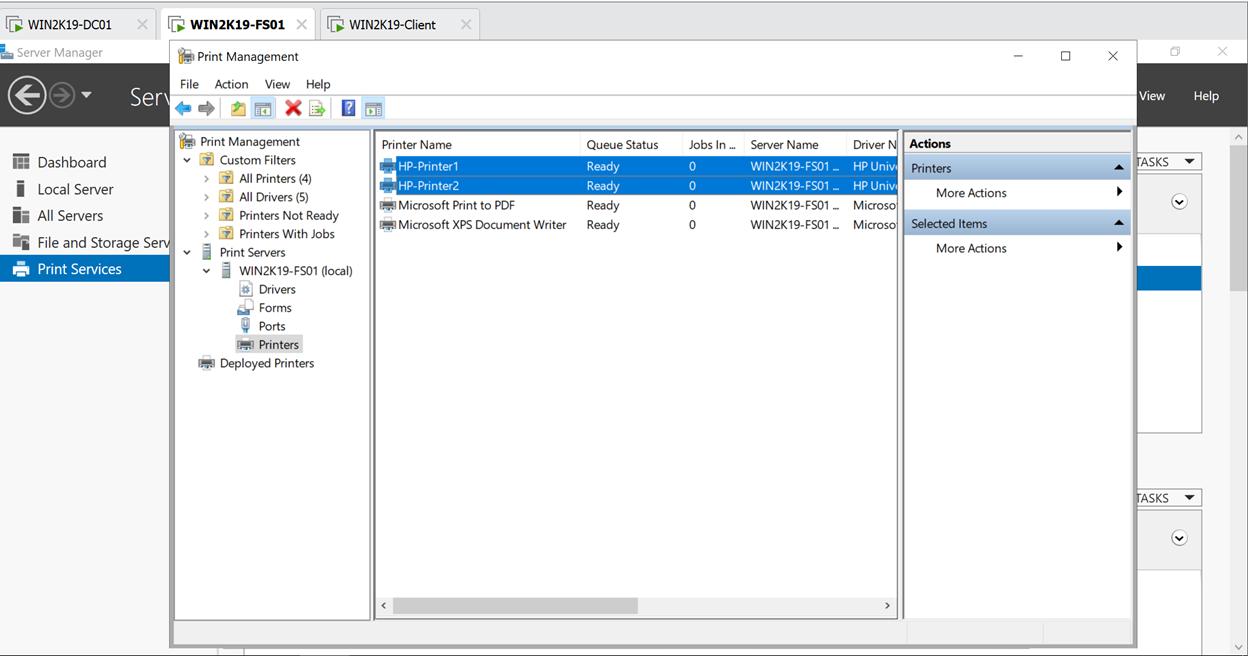 WIN2K19-DC01
WIN2K19-FS01
WIN2K19-Client
Server Manager
Print Management
File Action View Help
Serv
View Help
Dashboard
Local Server
All Servers
File and Storage Serv
Print Services
Print Management
Custom Filters
All Printers (4)
All Drivers (5)
Printers Not Ready
Printers With Jobs
Print Servers
WIN2K19-FS01 (local)
Drivers
Forms
Ports
Printers
Deployed Printers
Printer Name Queue Status Jobs In ... Server Name Driver N
HP-Printer1 Ready 0 WIN2K19-FS01 ... HP Unive
HP-Printer2 Ready 0 WIN2K19-FS01 ... HP Unive
Microsoft Print to PDF Ready 0 WIN2K19-FS01 ... Microso
Microsoft XPS Document Writer Ready 0 WIN2K19-FS01 ... Microso
Actions
Printers
More Actions
Selected Items
More Actions
TASKS
TASKS